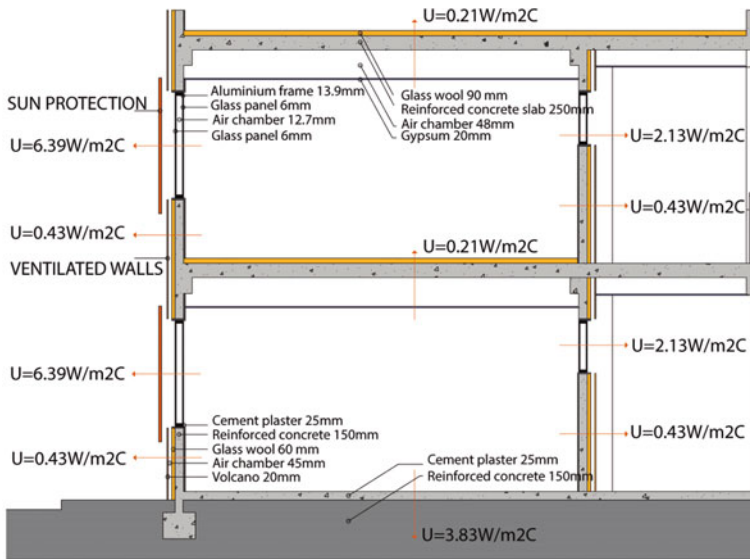 U=0.21W/m2C
Aluminium frame 13.9mm
Glass panel 6mm
Air chamber 12.7mm
Glass panel 6mm
Glass wool 90 mm
Reinforced concrete slab 250mm
Air chamber 48mm
Gypsum 20mm
SUN PROTECTION
U=6.39W/m2C
U=2.13W/m2C
U=0.43W/m2C
U=0.43W/m2C
U=0.21W/m2C
VENTILATED WALLS
U=6.39W/m2C
U=2.13W/m2C
Cement plaster 25mm
Reinforced concrete 150mm
Glass wool 60 mm
Air chamber 45mm
Volcano 20mm
U=0.43W/m2C
U=0.43W/m2C
Cement plaster 25mm
Reinforced concrete 150mm
U=3.83W/m2C